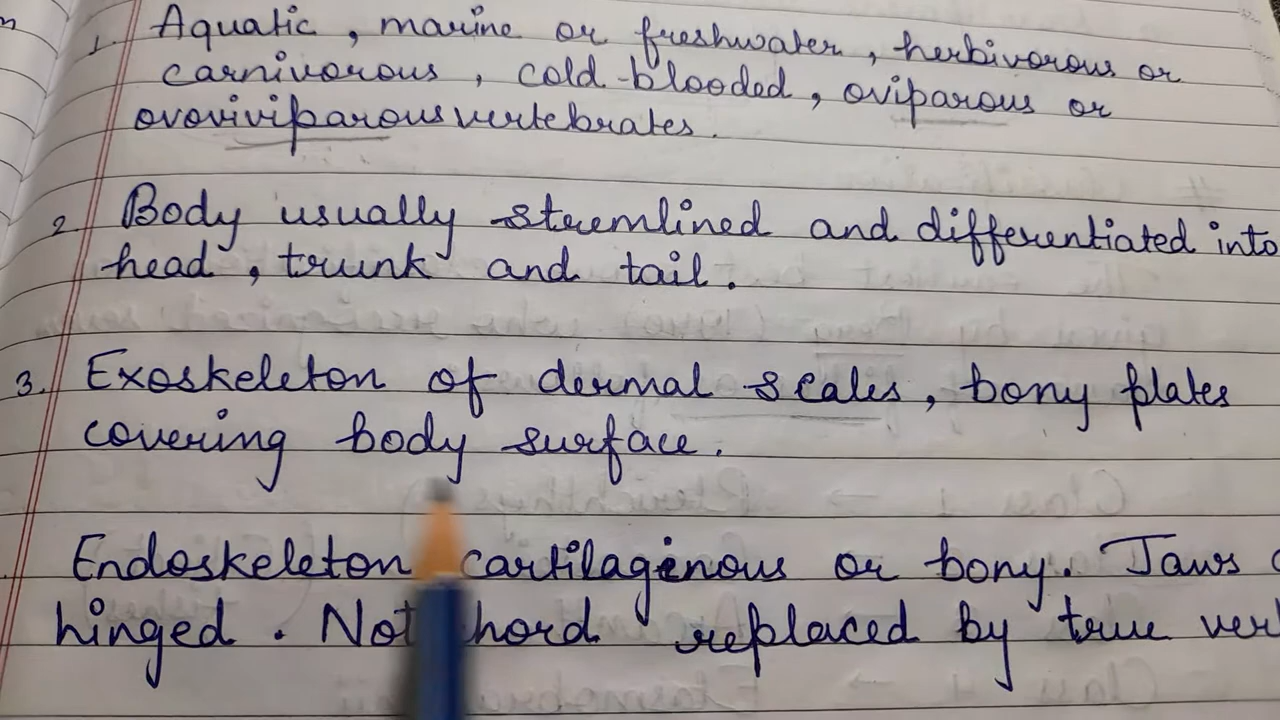 1. Aquatic, marine or freshwater, herbivorous or
carnivorous, cold-blooded, oviparous or
ovoviviparous vertebrates.
2. Body usually streamlined and differentiated into
head, trunk and tail.
3. Exoskeleton of dermal scales, bony plates
covering body surface.
Endoskeleton cartilagenous or bony. Jaws
hinged. Not hord replaced by true ver